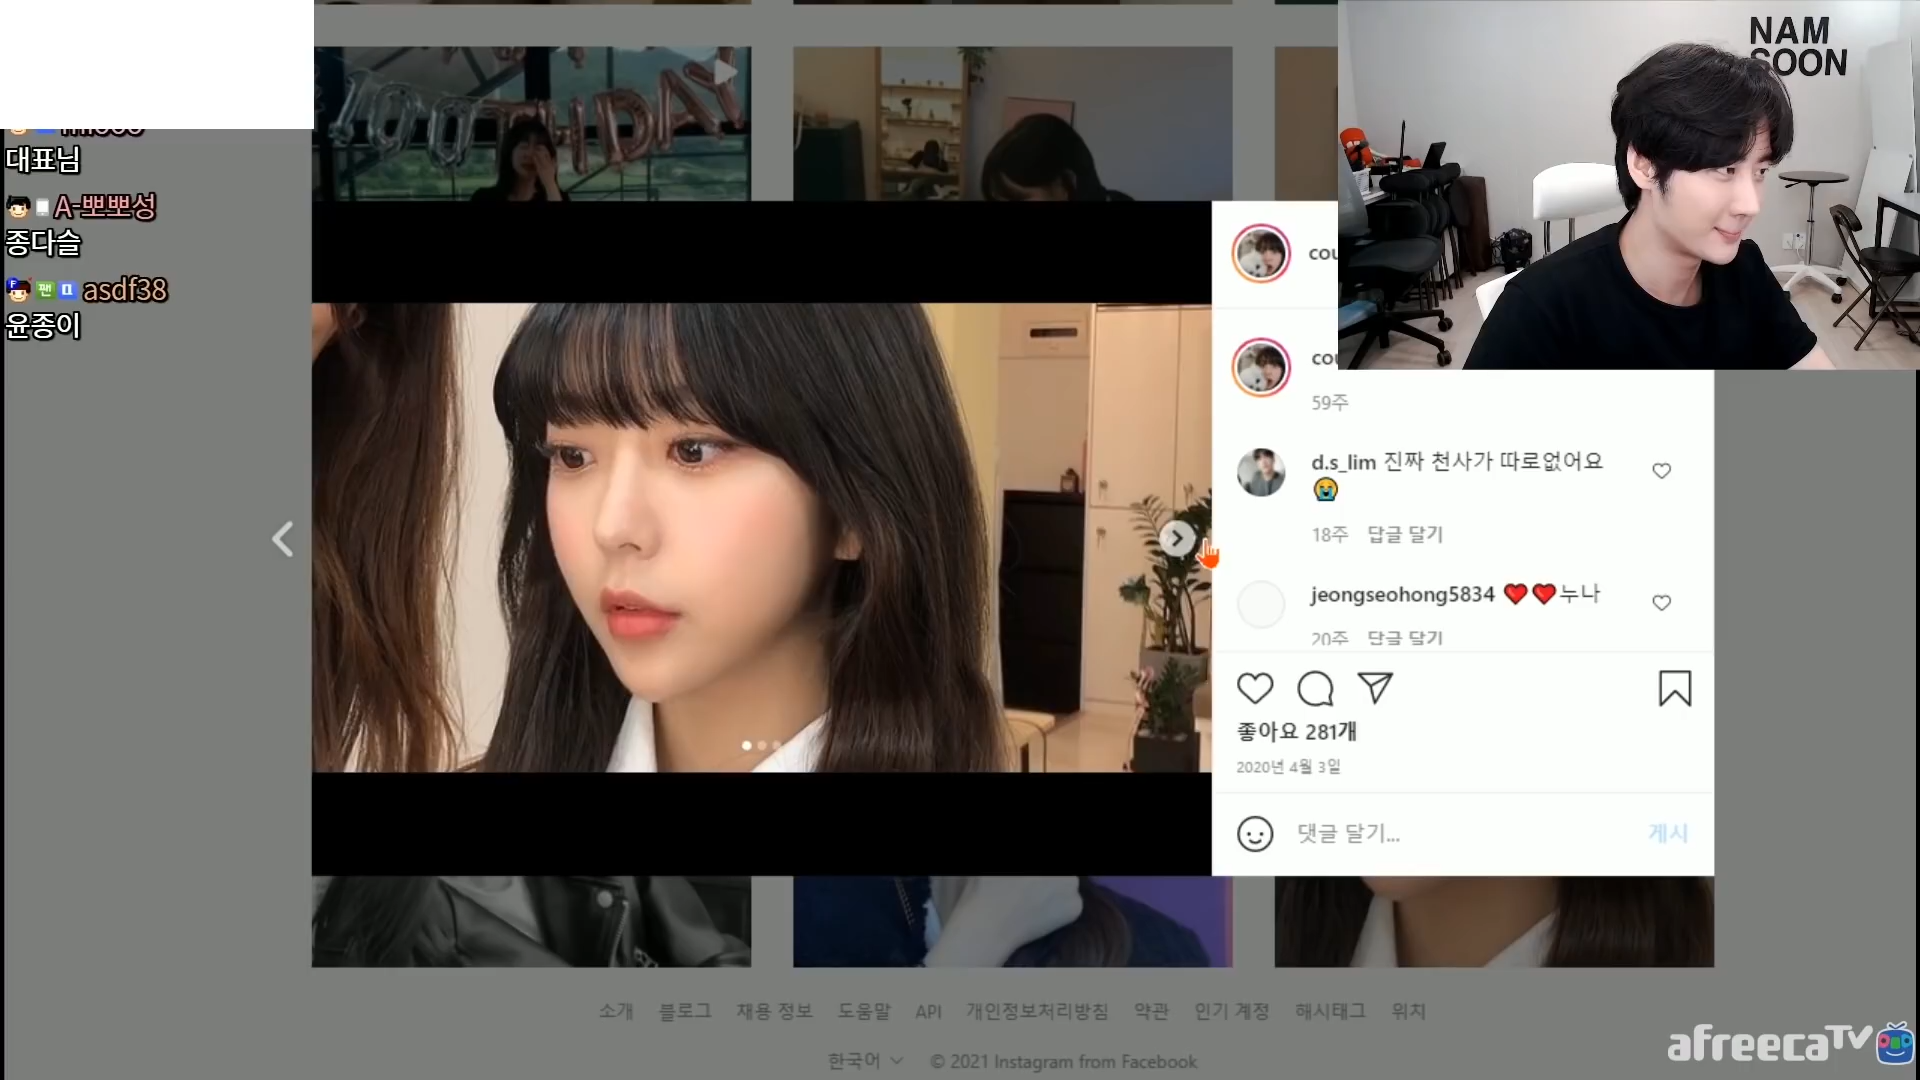 대표님
A-뽀뽀성
종다슬
F 팬 asdf38
윤종이
100TH DAY
NAM
SOON
cou
cou
59주
d.s_lim 진짜 천사가 따로없어요
😭
18주 답글 달기
jeongseohong5834 ❤️❤️누나
20주 답글 달기
좋아요 281개
2020년 4월 3일
댓글 달기...
게시
소개 블로그 채용 정보 도움말 API 개인정보처리방침 약관 인기 계정 해시태그 위치
한국어 © 2021 Instagram from Facebook
afreecaTV